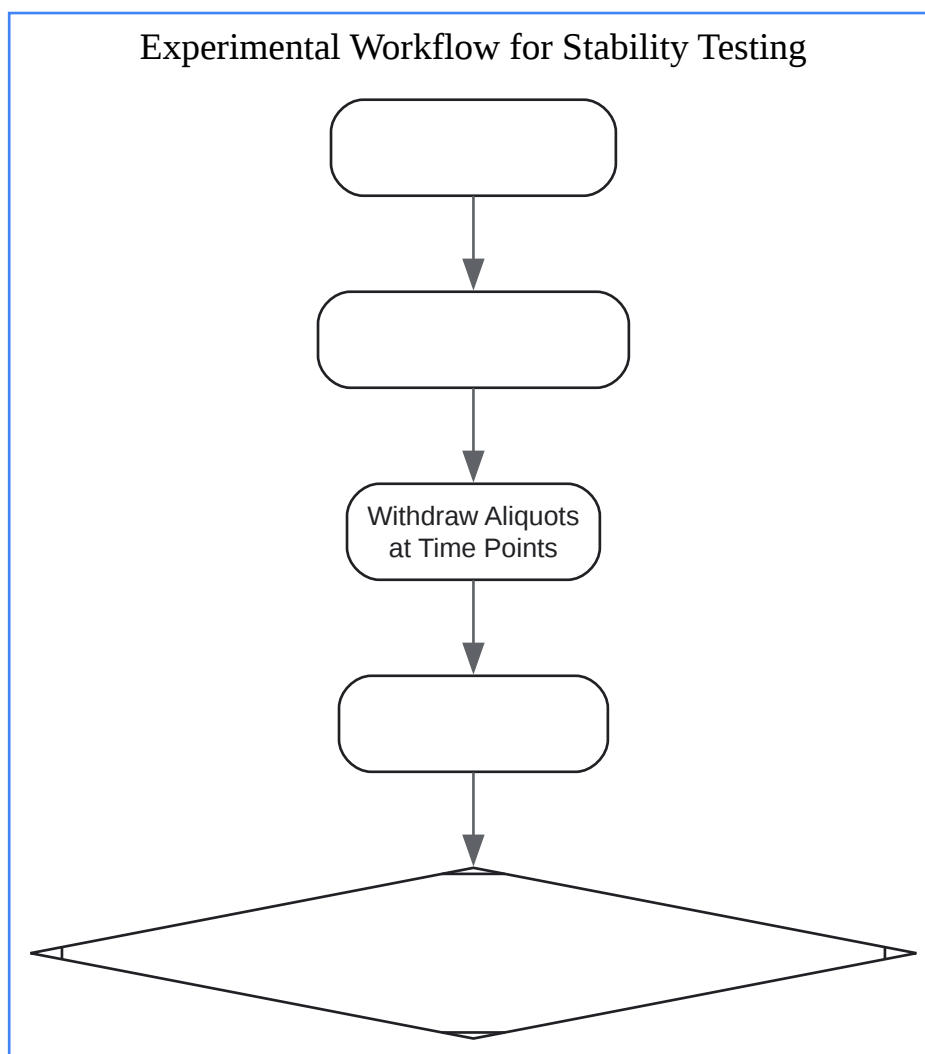 Experimental Workflow for Stability Testing
Withdraw Aliquots
at Time Points